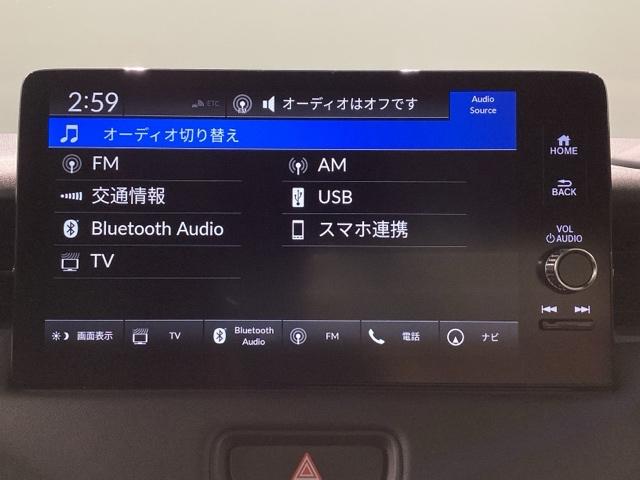 2:59
ETC
オーディオはオフです
Audio
Source
オーディオ切り替え
FM
AM
交通情報
USB
Bluetooth Audio
スマホ連携
TV
画面表示
TV
Bluetooth
Audio
FM
電話
ナビ
HOME
BACK
VOL
AUDIO